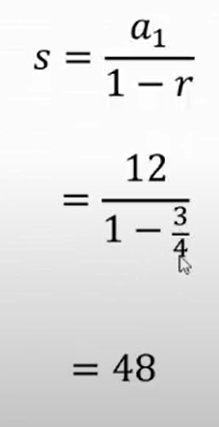 s = a₁ / (1 − r)
= 12 / (1 − 3/4)
= 48